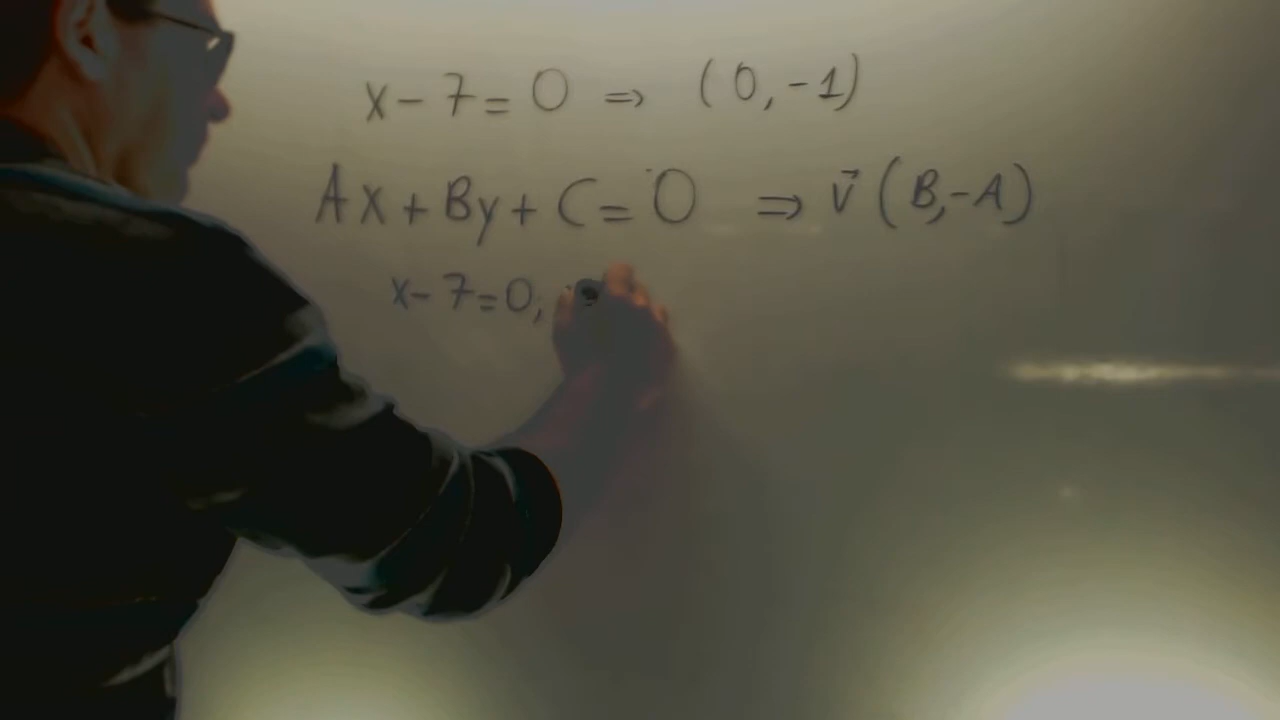 x - 7 = 0 ⇒ (0, -1)
Ax + By + C = 0 ⇒ v⃗ (B, -A)
x - 7 = 0;